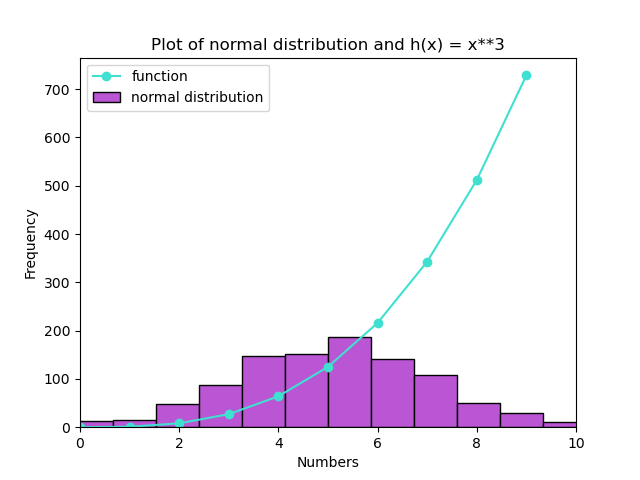 Plot of normal distribution and h(x) = x**3
function
normal distribution
700
600
500
400
300
200
100
0
Frequency
0 2 4 6 8 10
Numbers